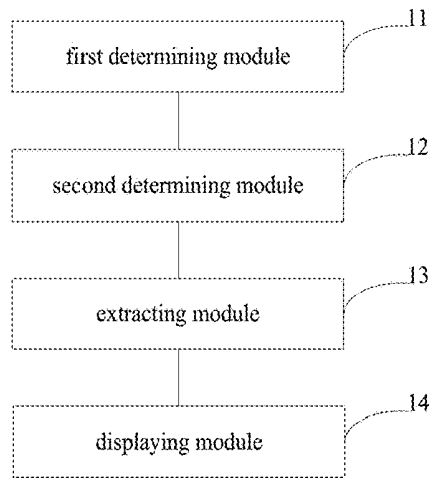 11
first determining module
12
second determining module
13
extracting module
14
displaying module